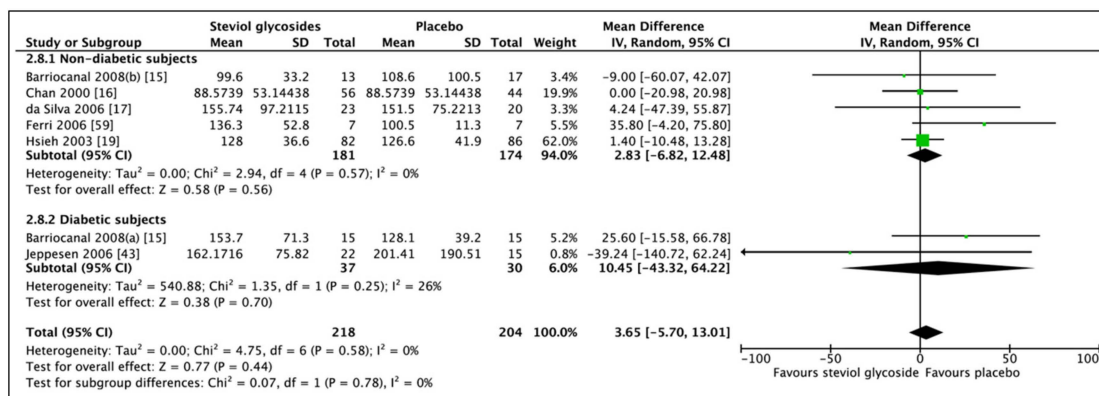 Steviol glycosides Placebo Mean Difference Mean Difference
Study or Subgroup Mean SD Total Mean SD Total Weight IV, Random, 95% CI IV, Random, 95% CI
2.8.1 Non-diabetic subjects
Barriocanal 2008(b) [15] 99.6 33.2 13 108.6 100.5 17 3.4% -9.00 [-60.07, 42.07]
Chan 2000 [16] 88.5739 53.14438 56 88.5739 53.14438 44 19.9% 0.00 [-20.98, 20.98]
da Silva 2006 [17] 155.74 97.2115 23 151.5 75.2213 20 3.3% 4.24 [-47.39, 55.87]
Ferri 2006 [59] 136.3 52.8 7 100.5 11.3 7 5.5% 35.80 [-4.20, 75.80]
Hsieh 2003 [19] 128 36.6 82 126.6 41.9 86 62.0% 1.40 [-10.48, 13.28]
Subtotal (95% CI) 181 174 94.0% 2.83 [-6.82, 12.48]
Heterogeneity: Tau² = 0.00; Chi² = 2.94, df = 4 (P = 0.57); I² = 0%
Test for overall effect: Z = 0.58 (P = 0.56)
2.8.2 Diabetic subjects
Barriocanal 2008(a) [15] 153.7 71.3 15 128.1 39.2 15 5.2% 25.60 [-15.58, 66.78]
Jeppesen 2006 [43] 162.1716 75.82 22 201.41 190.51 15 0.8% -39.24 [-140.72, 62.24]
Subtotal (95% CI) 37 30 6.0% 10.45 [-43.32, 64.22]
Heterogeneity: Tau² = 540.88; Chi² = 1.35, df = 1 (P = 0.25); I² = 26%
Test for overall effect: Z = 0.38 (P = 0.70)
Total (95% CI) 218 204 100.0% 3.65 [-5.70, 13.01]
Heterogeneity: Tau² = 0.00; Chi² = 4.75, df = 6 (P = 0.58); I² = 0%
Test for overall effect: Z = 0.77 (P = 0.44)
Test for subgroup differences: Chi² = 0.07, df = 1 (P = 0.78), I² = 0%
-100 -50 0 50 100
Favours steviol glycoside Favours placebo